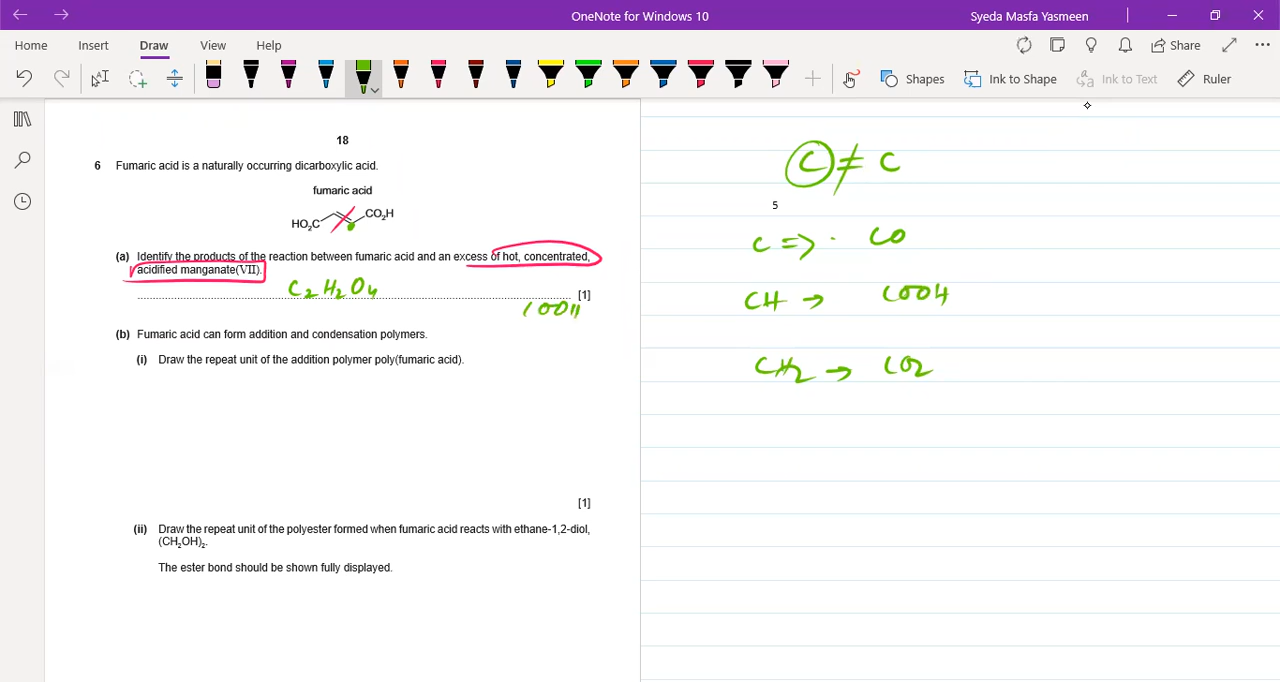 OneNote for Windows 10
Syeda Masfa Yasmeen
Home Insert Draw View Help
Share
Shapes Ink to Shape Ink to Text Ruler
18
6 Fumaric acid is a naturally occurring dicarboxylic acid.
fumaric acid
HO₂C CO₂H
(a) Identify the products of the reaction between fumaric acid and an excess of hot, concentrated,
acidified manganate(VII).
C₂H₂O₄
[1]
COOH
(b) Fumaric acid can form addition and condensation polymers.
(i) Draw the repeat unit of the addition polymer poly(fumaric acid).
[1]
(ii) Draw the repeat unit of the polyester formed when fumaric acid reacts with ethane-1,2-diol,
(CH₂OH)₂.
The ester bond should be shown fully displayed.
C ≠ C
5
C ⇒ CO
CH → COOH
CH₂ → CO₂